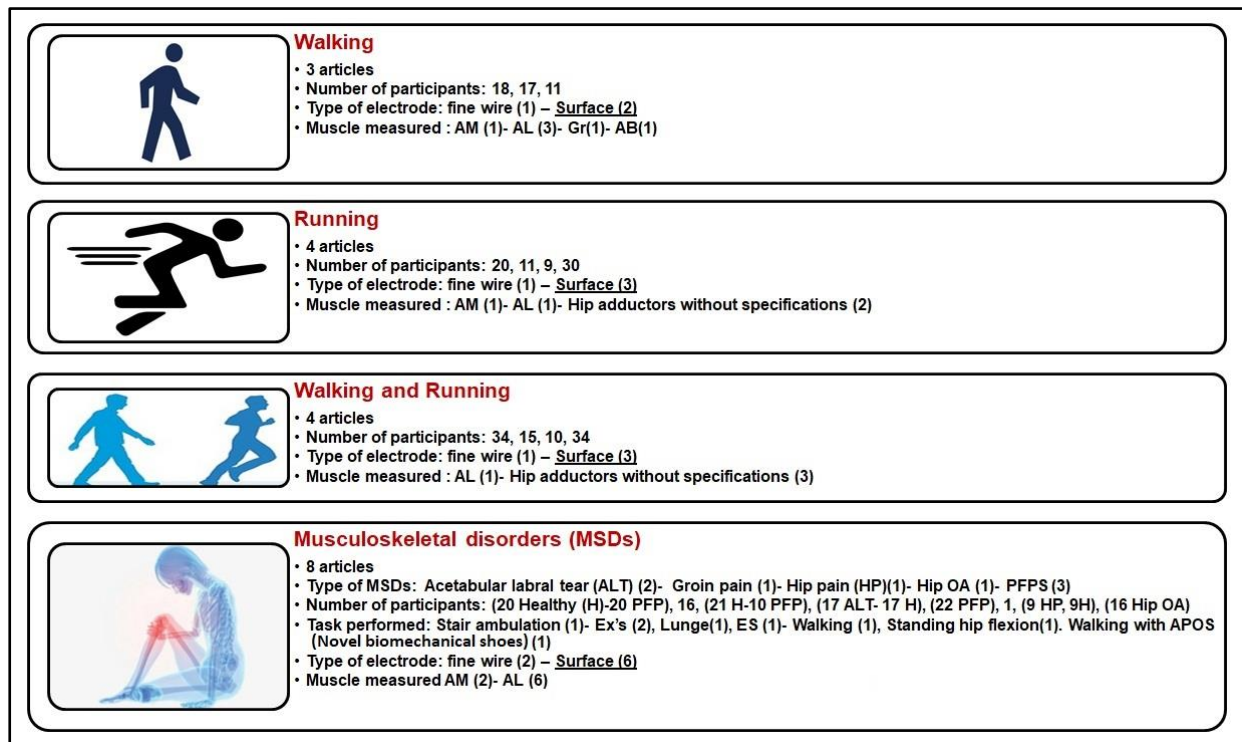 Walking
• 3 articles
• Number of participants: 18, 17, 11
• Type of electrode: fine wire (1) – Surface (2)
• Muscle measured : AM (1)- AL (3)- Gr(1)- AB(1)
Running
• 4 articles
• Number of participants: 20, 11, 9, 30
• Type of electrode: fine wire (1) – Surface (3)
• Muscle measured : AM (1)- AL (1)- Hip adductors without specifications (2)
Walking and Running
• 4 articles
• Number of participants: 34, 15, 10, 34
• Type of electrode: fine wire (1) – Surface (3)
• Muscle measured : AL (1)- Hip adductors without specifications (3)
Musculoskeletal disorders (MSDs)
• 8 articles
• Type of MSDs: Acetabular labral tear (ALT) (2)- Groin pain (1)- Hip pain (HP)(1)- Hip OA (1)- PFPS (3)
• Number of participants: (20 Healthy (H)-20 PFP), 16, (21 H-10 PFP), (17 ALT- 17 H), (22 PFP), 1, (9 HP, 9H), (16 Hip OA)
• Task performed: Stair ambulation (1)- Ex's (2), Lunge(1), ES (1)- Walking (1), Standing hip flexion(1). Walking with APOS
(Novel biomechanical shoes) (1)
• Type of electrode: fine wire (2) – Surface (6)
• Muscle measured AM (2)- AL (6)